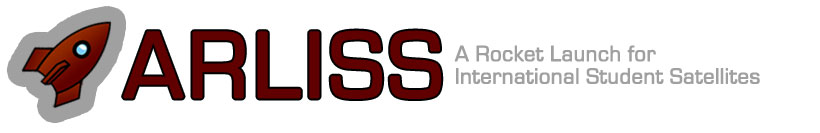 ARLISS
A Rocket Launch for
International Student Satellites